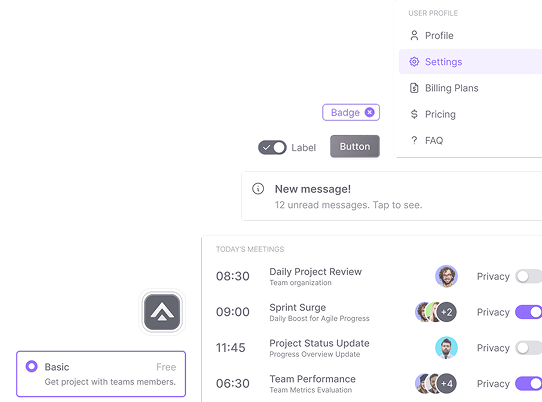 USER PROFILE
Profile
Settings
Billing Plans
Pricing
FAQ
Badge
Label
Button
New message!
12 unread messages. Tap to see.
TODAY'S MEETINGS
08:30
Daily Project Review
Team organization
Privacy
09:00
Sprint Surge
Daily Boost for Agile Progress
+2
Privacy
11:45
Project Status Update
Progress Overview Update
Privacy
06:30
Team Performance
Team Metrics Evaluation
+4
Privacy
Basic
Free
Get project with teams members.